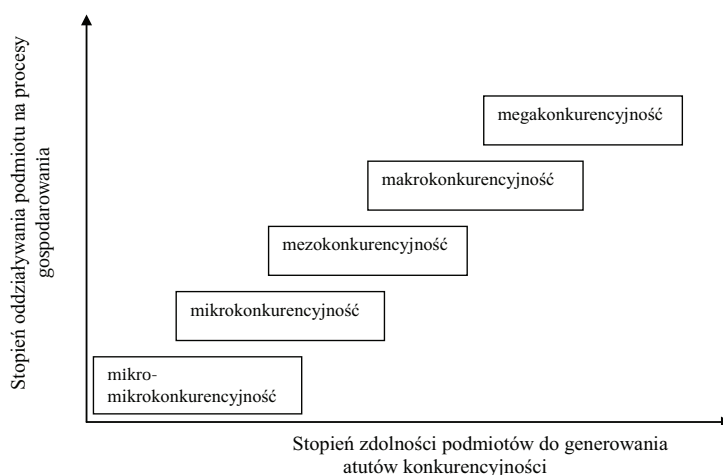 Stopień oddziaływania podmiotu na procesy
gospodarowania
megakonkurencyjność
makrokonkurencyjność
mezokonkurencyjność
mikrokonkurencyjność
mikro-
mikrokonkurencyjność
Stopień zdolności podmiotów do generowania
atutów konkurencyjności